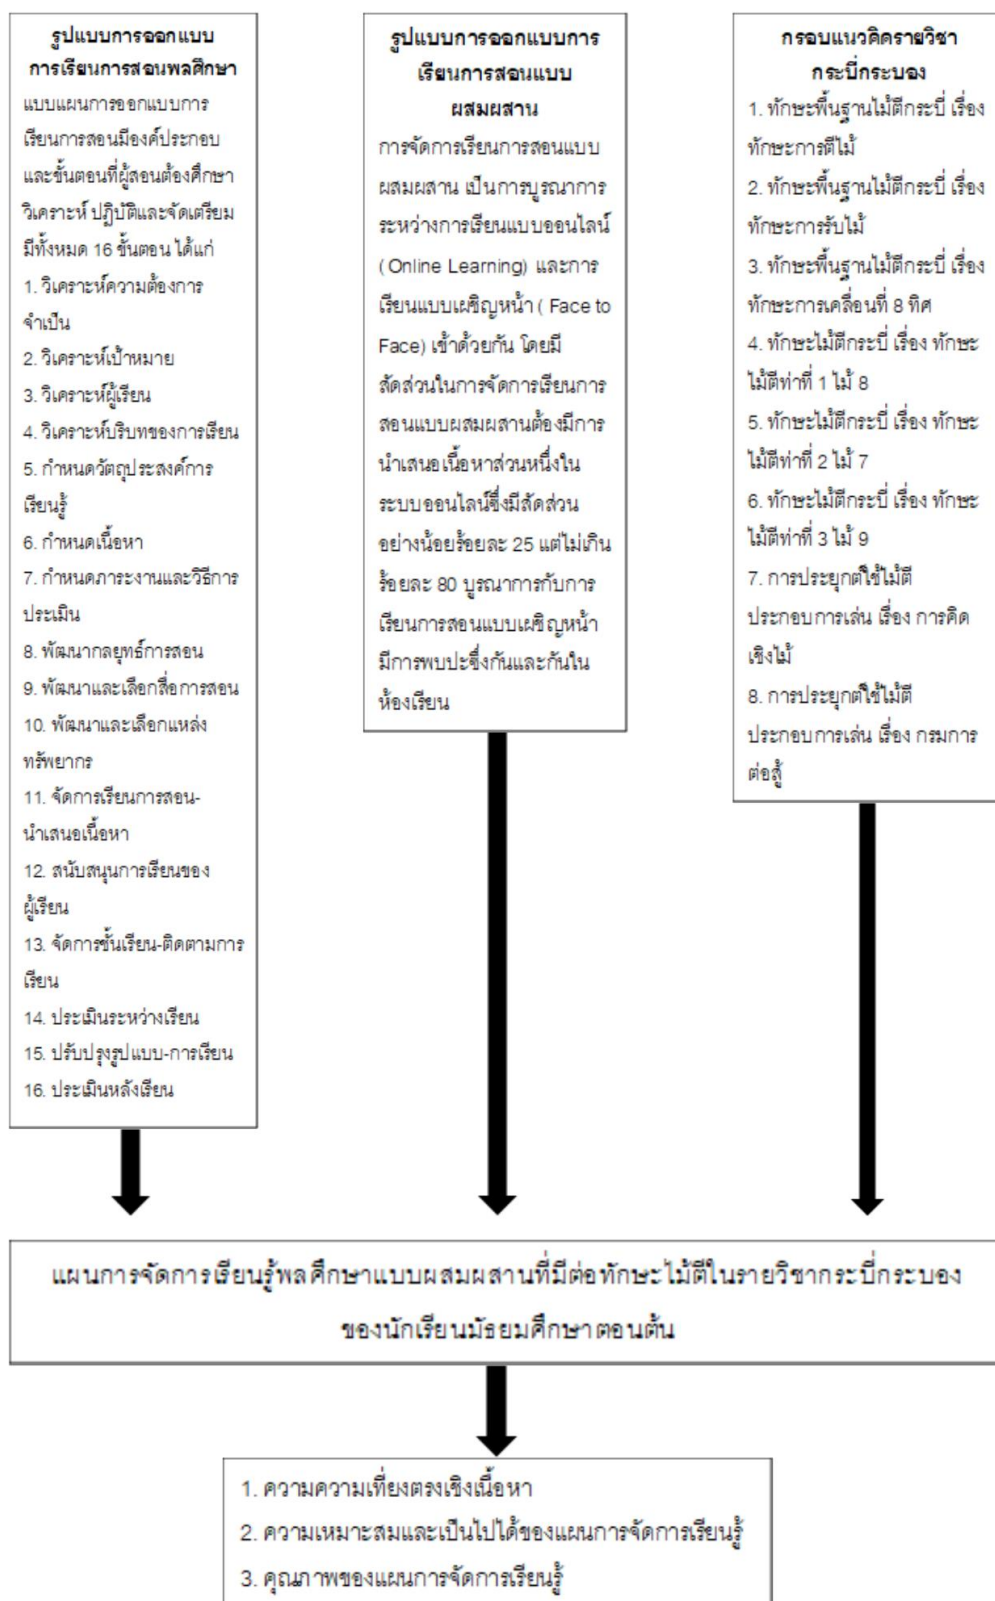 รูปแบบการออกแบบ
การเรียนการสอนพลศึกษา
แบบแผนการออกแบบการ
เรียนการสอนมีองค์ประกอบ
และขั้นตอนที่ผู้สอนต้องศึกษา
วิเคราะห์ ปฏิบัติและจัดเตรียม
มีทั้งหมด 16 ขั้นตอน ได้แก่
1. วิเคราะห์ความต้องการ
จำเป็น
2. วิเคราะห์เป้าหมาย
3. วิเคราะห์ผู้เรียน
4. วิเคราะห์บริบทของการเรียน
5. กำหนดวัตถุประสงค์การ
เรียนรู้
6. กำหนดเนื้อหา
7. กำหนดภาระงานและวิธีการ
ประเมิน
8. พัฒนากลยุทธ์การสอน
9. พัฒนาและเลือกสื่อการสอน
10. พัฒนาและเลือกแหล่ง
ทรัพยากร
11. จัดการเรียนการสอน-
นำเสนอเนื้อหา
12. สนับสนุนการเรียนของ
ผู้เรียน
13. จัดการชั้นเรียน-ติดตามการ
เรียน
14. ประเมินระหว่างเรียน
15. ปรับปรุงรูปแบบ-การเรียน
16. ประเมินหลังเรียน
รูปแบบการออกแบบการ
เรียนการสอนแบบ
ผสมผสาน
การจัดการเรียนการสอนแบบ
ผสมผสาน เป็นการบูรณาการ
ระหว่างการเรียนแบบออนไลน์
( Online Learning) และการ
เรียนแบบเผชิญหน้า ( Face to
Face) เข้าด้วยกัน โดยมี
สัดส่วนในการจัดการเรียนการ
สอนแบบผสมผสานต้องมีการ
นำเสนอเนื้อหาส่วนหนึ่งใน
ระบบออนไลน์ซึ่งมีสัดส่วน
อย่างน้อยร้อยละ 25 แต่ไม่เกิน
ร้อยละ 80 บูรณาการกับการ
เรียนการสอนแบบเผชิญหน้า
มีการพบปะซึ่งกันและกันใน
ห้องเรียน
กรอบแนวคิดรายวิชา
กระบี่กระบอง
1. ทักษะพื้นฐานไม้ตีกระบี่ เรื่อง
ทักษะการตีไม้
2. ทักษะพื้นฐานไม้ตีกระบี่ เรื่อง
ทักษะการรับไม้
3. ทักษะพื้นฐานไม้ตีกระบี่ เรื่อง
ทักษะการเคลื่อนที่ 8 ทิศ
4. ทักษะไม้ตีกระบี่ เรื่อง ทักษะ
ไม้ตีท่าที่ 1 ไม้ 8
5. ทักษะไม้ตีกระบี่ เรื่อง ทักษะ
ไม้ตีท่าที่ 2 ไม้ 7
6. ทักษะไม้ตีกระบี่ เรื่อง ทักษะ
ไม้ตีท่าที่ 3 ไม้ 9
7. การประยุกต์ใช้ไม้ตี
ประกอบการเล่น เรื่อง การคิด
เชิงไม้
8. การประยุกต์ใช้ไม้ตี
ประกอบการเล่น เรื่อง กรมการ
ต่อสู้
แผนการจัดการเรียนรู้พลศึกษาแบบผสมผสานที่มีต่อทักษะไม้ตีในรายวิชากระบี่กระบอง
ของนักเรียนมัธยมศึกษาตอนต้น
1. ความความเที่ยงตรงเชิงเนื้อหา
2. ความเหมาะสมและเป็นไปได้ของแผนการจัดการเรียนรู้
3. คุณภาพของแผนการจัดการเรียนรู้